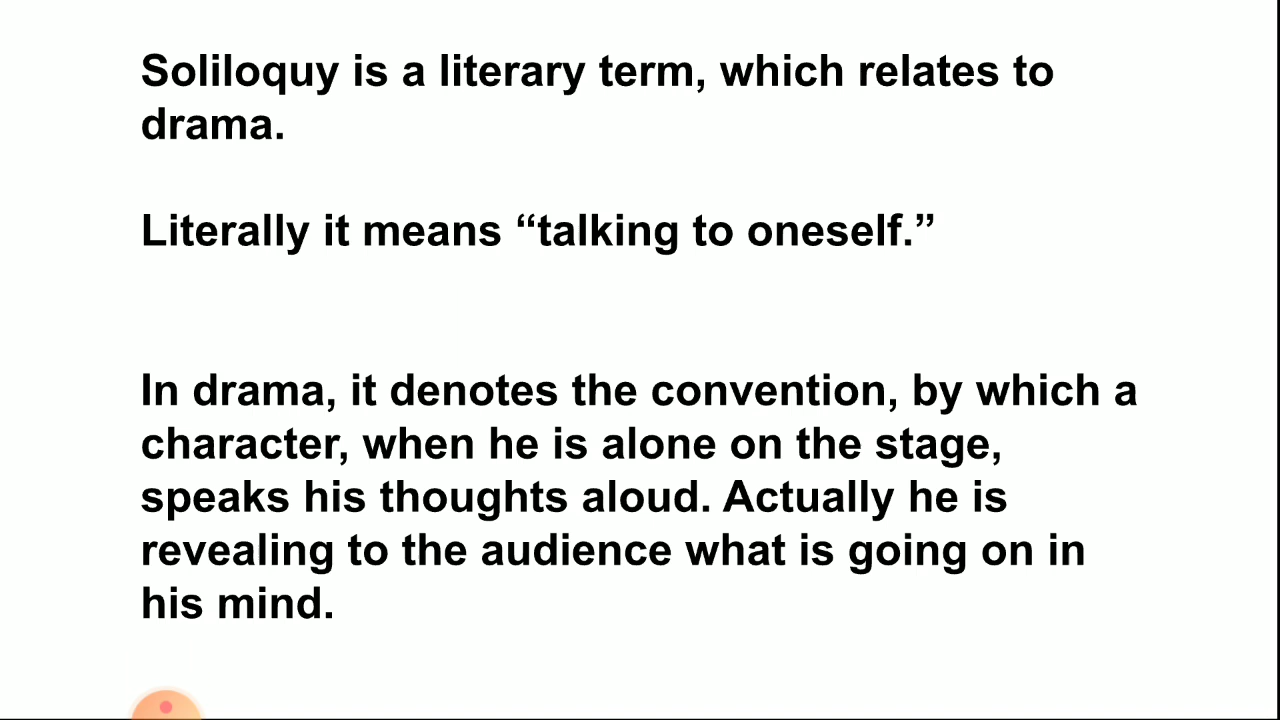 Soliloquy is a literary term, which relates to
drama.
Literally it means “talking to oneself.”
In drama, it denotes the convention, by which a
character, when he is alone on the stage,
speaks his thoughts aloud. Actually he is
revealing to the audience what is going on in
his mind.